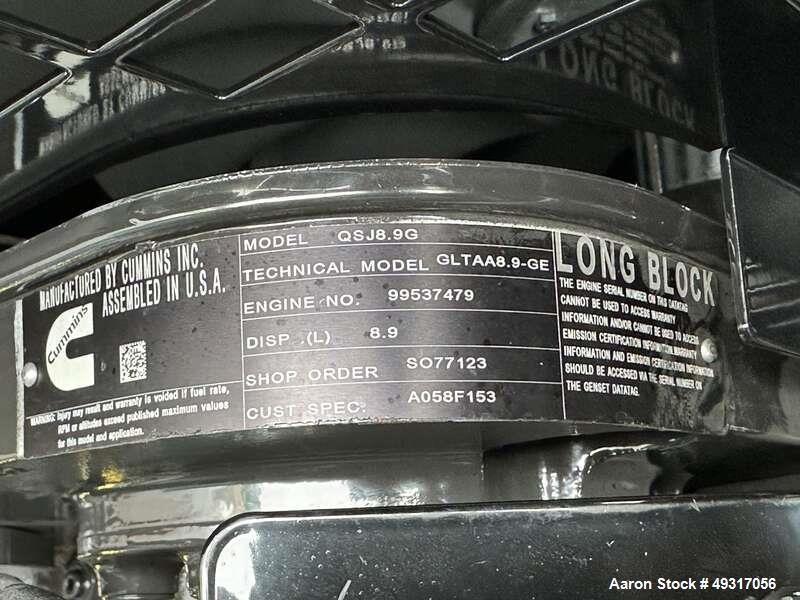 MANUFACTURED BY CUMMINS INC.
ASSEMBLED IN U.S.A.
Cummins
WARNING: Injury may result and warranty is voided if fuel rate,
RPM or altitudes exceed published maximum values
for this model and application.
MODEL QSJ8.9G
TECHNICAL MODEL GLTAA8.9-GE
ENGINE NO. 99537479
DISP .(L) 8.9
SHOP ORDER SO77123
CUST SPEC. A058F153
LONG BLOCK
THE ENGINE SERIAL NUMBER ON THIS DATATAG
CANNOT BE USED TO ACCESS WARRANTY
INFORMATION AND/OR CANNOT BE USED TO ACCESS
EMISSION CERTIFICATION INFORMATION. WARRANTY
INFORMATION AND EMISSION CERTIFICATION INFORMATION
SHOULD BE ACCESSED VIA THE SERIAL NUMBER ON
THE GENSET DATATAG.
LONG BLOCK
Aaron Stock # 49317056